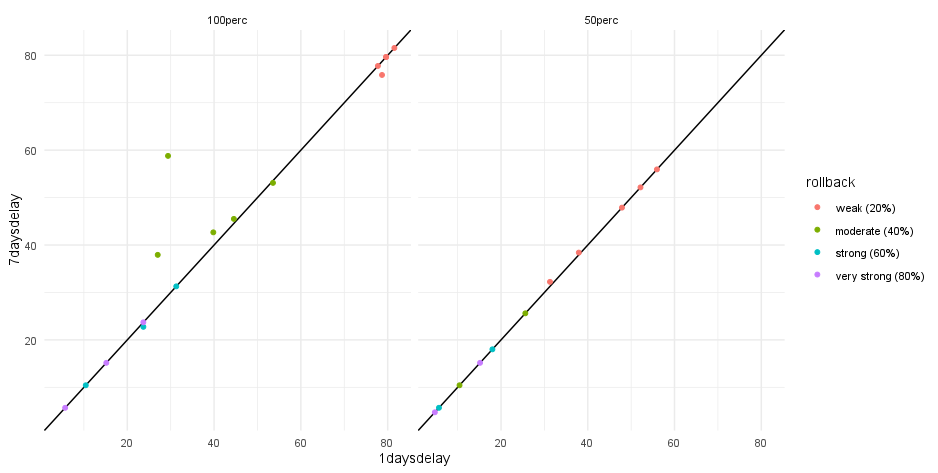 100perc
50perc
80
60
40
20
7daysdelay
20
40
60
80
20
40
60
80
1daysdelay
rollback
weak (20%)
moderate (40%)
strong (60%)
very strong (80%)